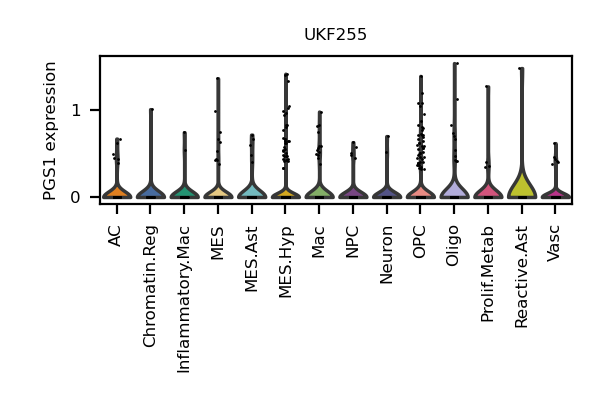 UKF255
PGS1 expression
1
0
AC
Chromatin.Reg
Inflammatory.Mac
MES
MES.Ast
MES.Hyp
Mac
NPC
Neuron
OPC
Oligo
Prolif.Metab
Reactive.Ast
Vasc